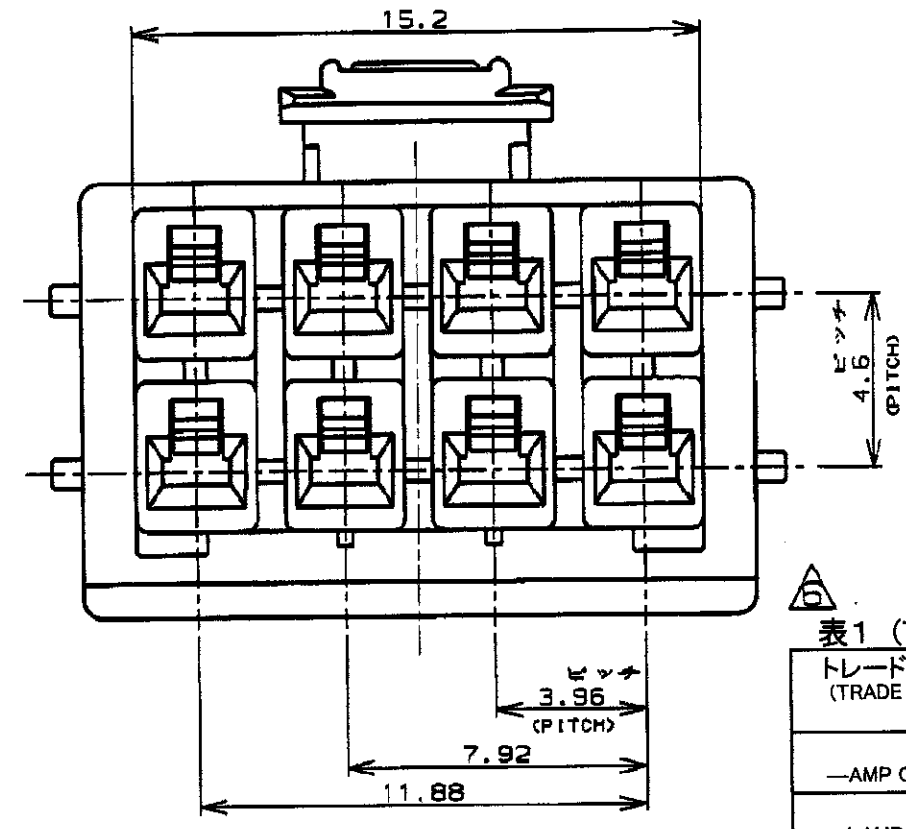 15.2
ピッチ
4.6
(PITCH)
ピッチ
3.96
(PITCH)
7.92
11.88
表1
トレード
(TRADE
—AMP